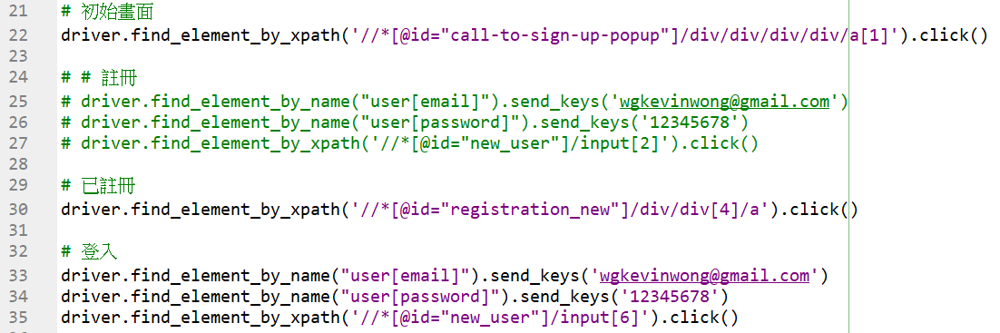 21 # 初始畫面
22 driver.find_element_by_xpath('//*[@id="call-to-sign-up-popup"]/div/div/div/div/a[1]').click()
23
24 # # 註冊
25 # driver.find_element_by_name("user[email]").send_keys('wgkevinwong@gmail.com')
26 # driver.find_element_by_name("user[password]").send_keys('12345678')
27 # driver.find_element_by_xpath('//*[@id="new_user"]/input[2]').click()
28
29 # 已註冊
30 driver.find_element_by_xpath('//*[@id="registration_new"]/div/div[4]/a').click()
31
32 # 登入
33 driver.find_element_by_name("user[email]").send_keys('wgkevinwong@gmail.com')
34 driver.find_element_by_name("user[password]").send_keys('12345678')
35 driver.find_element_by_xpath('//*[@id="new_user"]/input[6]').click()